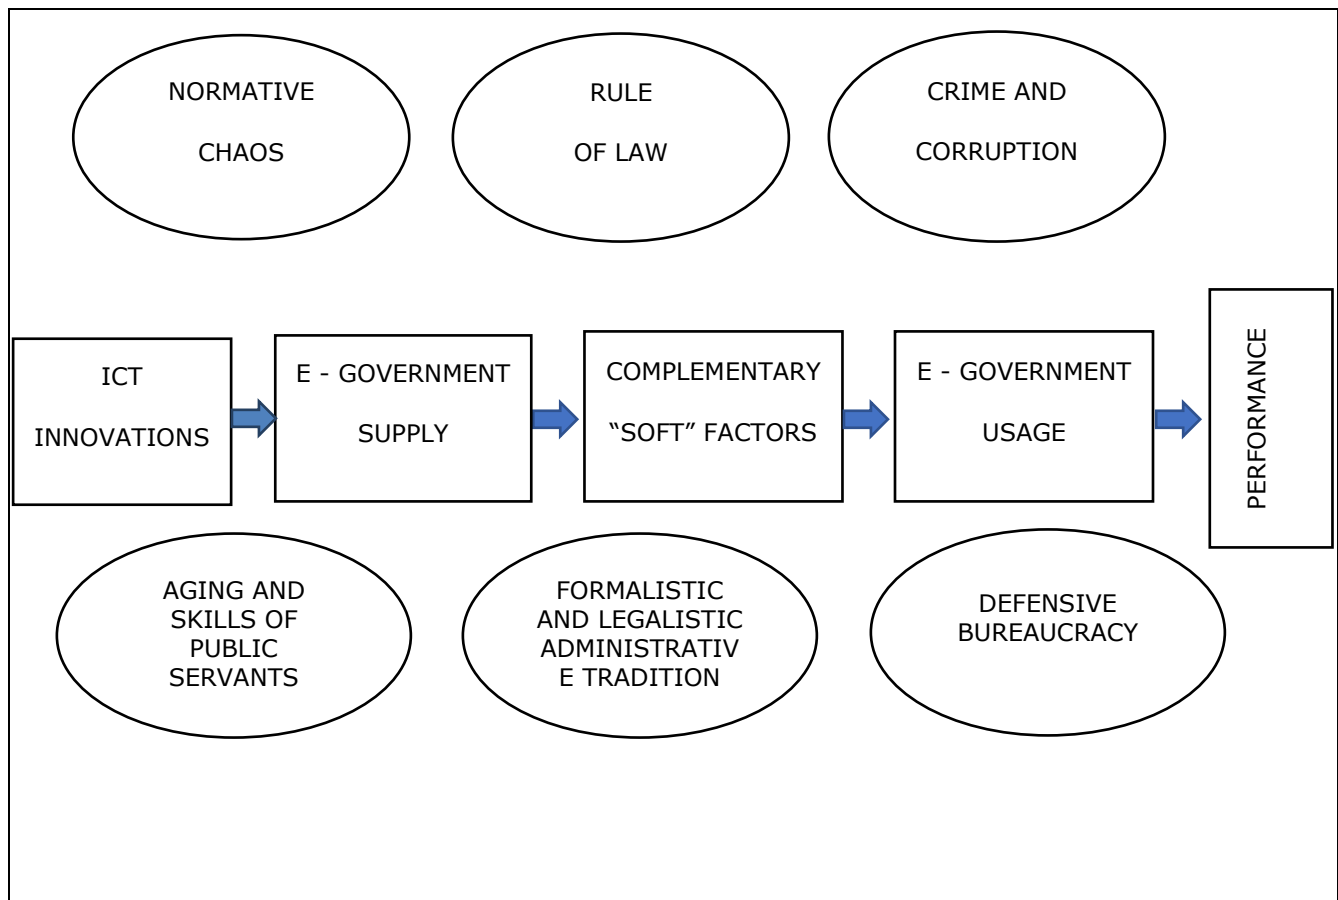 NORMATIVE
CHAOS
RULE
OF LAW
CRIME AND
CORRUPTION
ICT
INNOVATIONS
E - GOVERNMENT
SUPPLY
COMPLEMENTARY
“SOFT” FACTORS
E - GOVERNMENT
USAGE
PERFORMANCE
AGING AND
SKILLS OF
PUBLIC
SERVANTS
FORMALISTIC
AND LEGALISTIC
ADMINISTRATIV
E TRADITION
DEFENSIVE
BUREAUCRACY